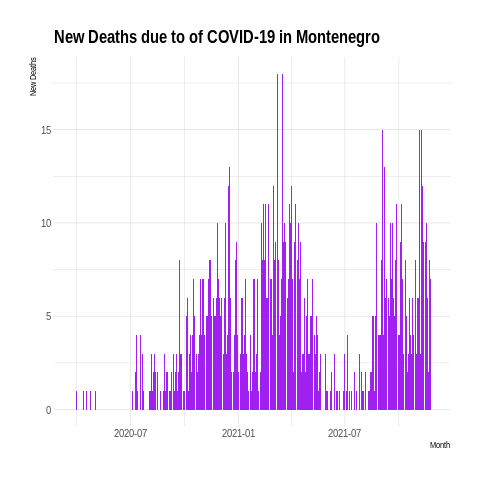 New Deaths due to of COVID-19 in Montenegro
New Deaths
15
10
5
0
2020-07
2021-01
2021-07
Month